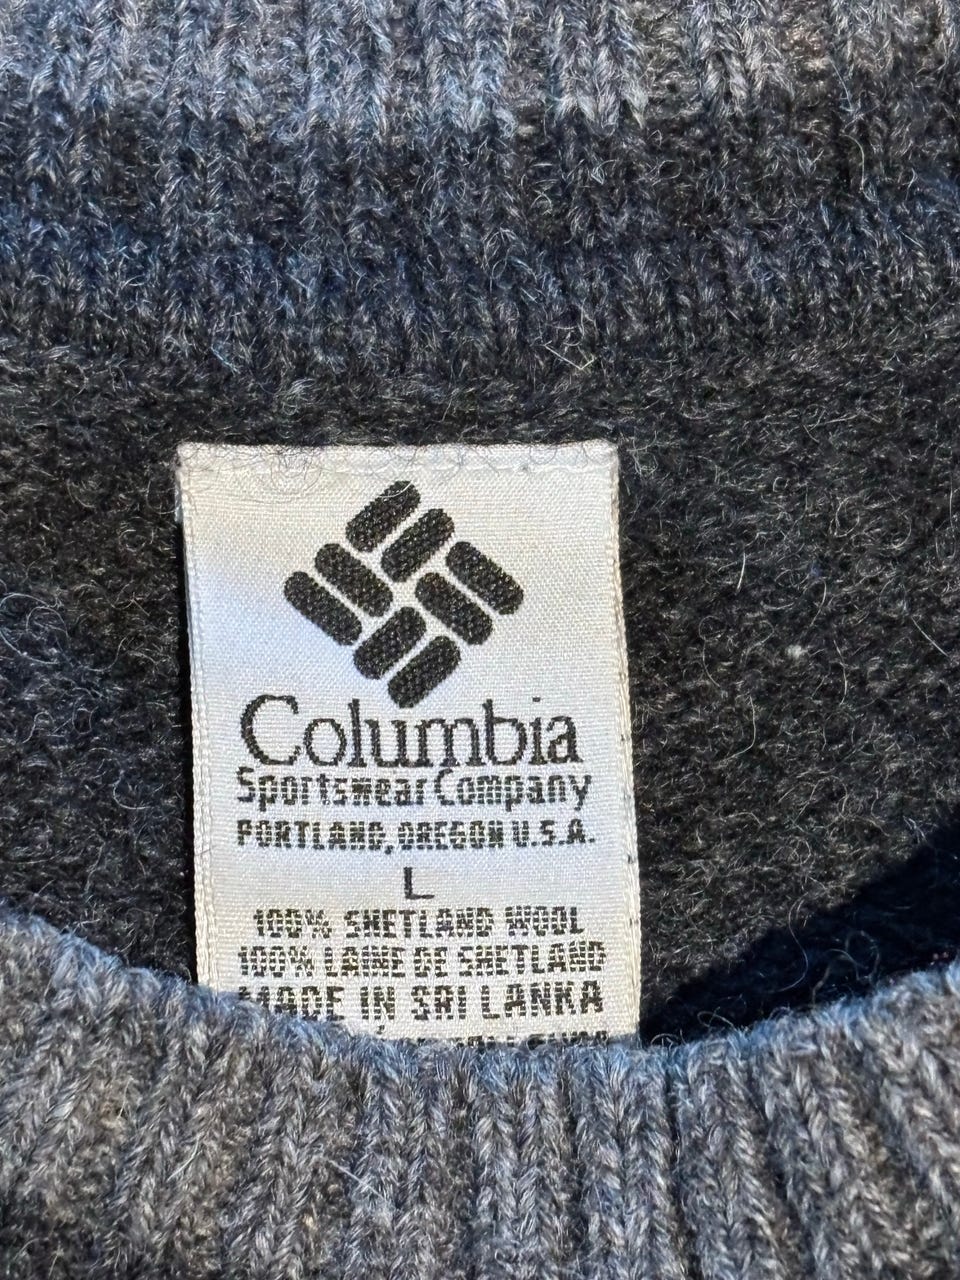 Columbia
Sportswear Company
PORTLAND, OREGON U.S.A.
L
100% SHETLAND WOOL
100% LAINE DE SHETLAND
MADE IN SRI LANKA